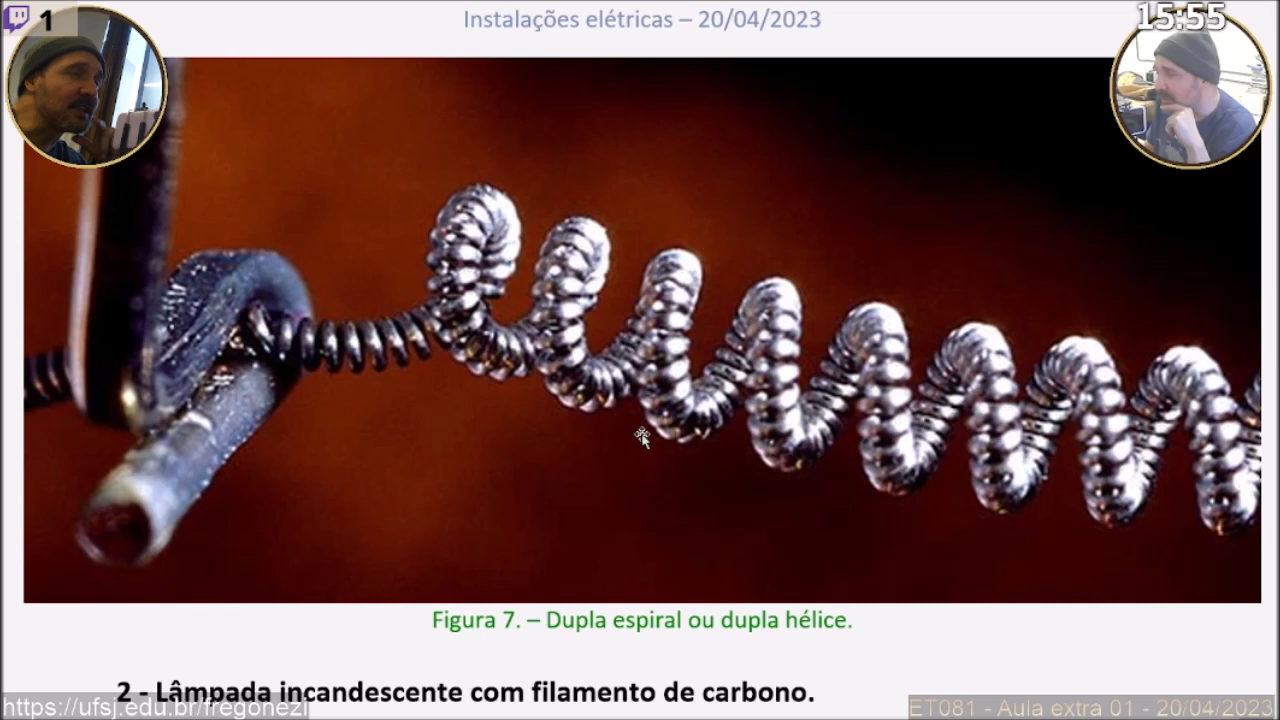 1
Instalações elétricas – 20/04/2023
15:55
Figura 7. – Dupla espiral ou dupla hélice.
2 - Lâmpada incandescente com filamento de carbono.
https://ufsj.edu.br/fregonezi
ET081 - Aula extra 01 - 20/04/2023